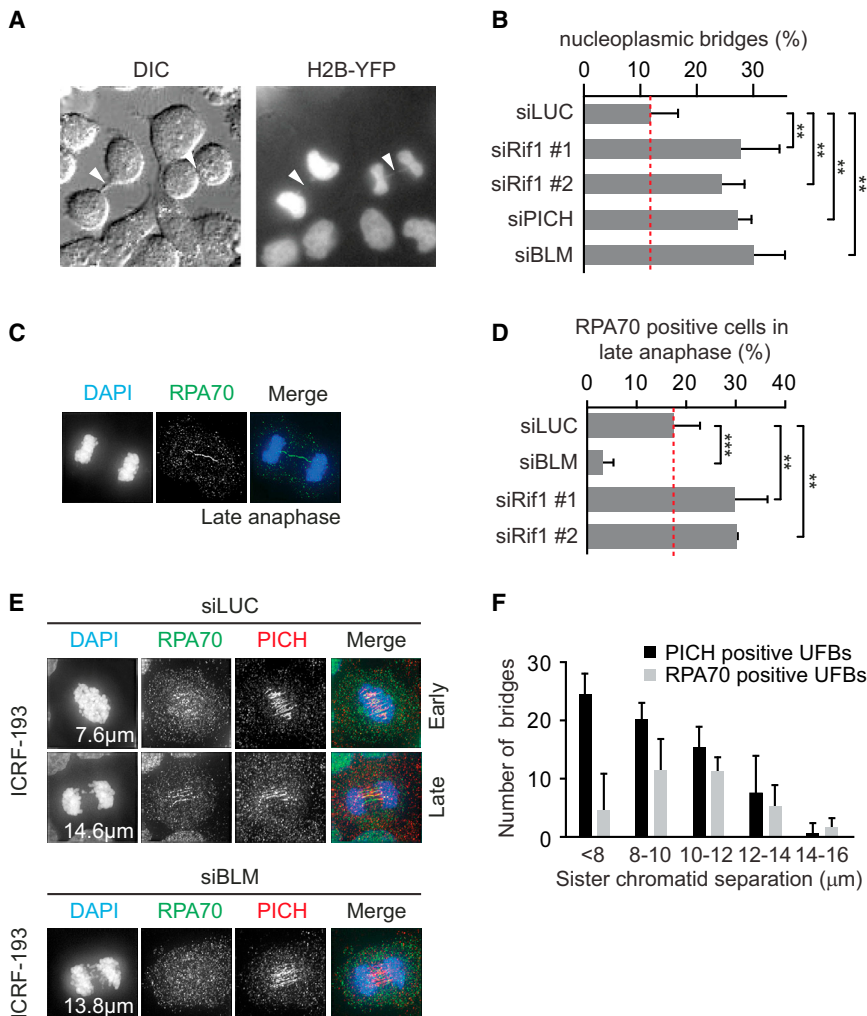 A
DIC
H2B-YFP
B
nucleoplasmic bridges (%)
0 10 20 30
siLUC
siRif1 #1
siRif1 #2
siPICH
siBLM
** ** ** **
C
DAPI RPA70 Merge
Late anaphase
D
RPA70 positive cells in
late anaphase (%)
0 10 20 30 40
siLUC
siBLM
siRif1 #1
siRif1 #2
*** ** **
E
siLUC
DAPI RPA70 PICH Merge
ICRF-193
7.6µm
Early
14.6µm
Late
siBLM
DAPI RPA70 PICH Merge
ICRF-193
13.8µm
F
PICH positive UFBs
RPA70 positive UFBs
Number of bridges
30
20
10
0
<8 8-10 10-12 12-14 14-16
Sister chromatid separation (µm)